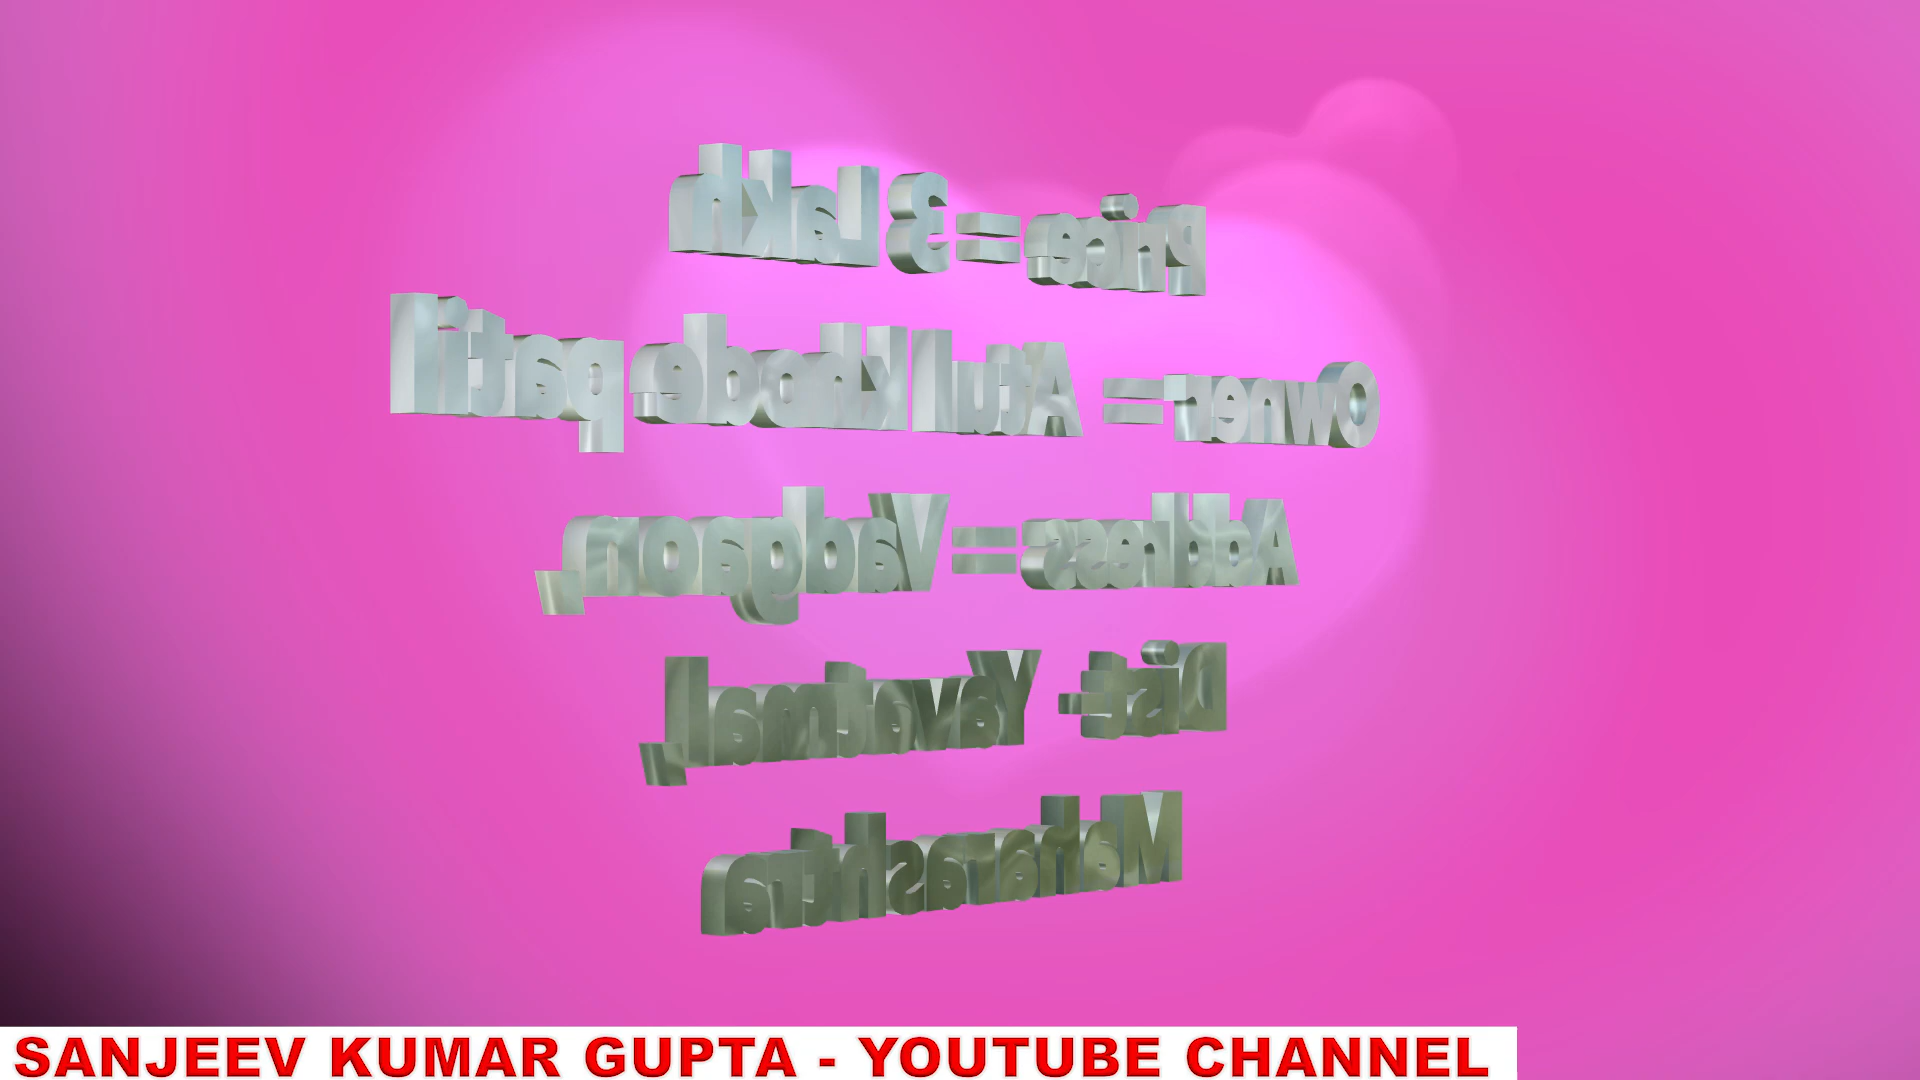 Price= 3 Lakh
Owner= Atul khode patil
Address= Vadgaon,
Dist- Yavatmal,
Maharashtra
SANJEEV KUMAR GUPTA - YOUTUBE CHANNEL